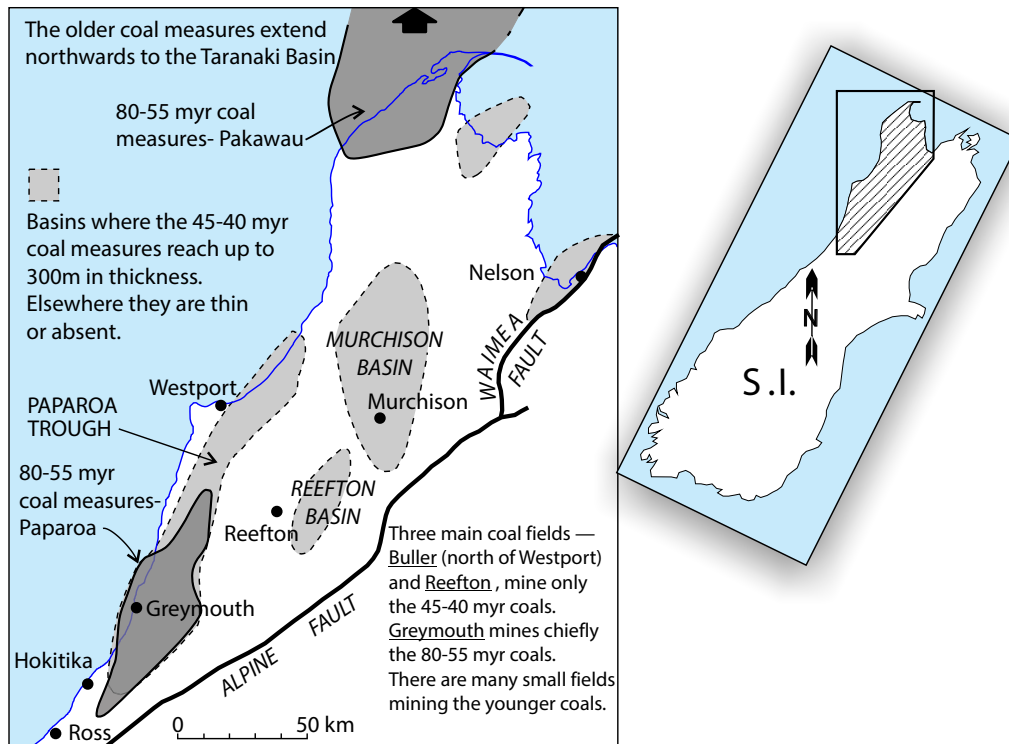 The older coal measures extend
northwards to the Taranaki Basin
80-55 myr coal
measures- Pakawau
Basins where the 45-40 myr
coal measures reach up to
300m in thickness.
Elsewhere they are thin
or absent.
Nelson
MURCHISON
BASIN
WAIMEA
FAULT
Westport
Murchison
PAPAROA
TROUGH
80-55 myr
coal measures-
Paparoa
REEFTON
BASIN
Reefton
Three main coal fields —
Buller (north of Westport)
and Reefton , mine only
the 45-40 myr coals.
Greymouth mines chiefly
the 80-55 myr coals.
There are many small fields
mining the younger coals.
Greymouth
ALPINE FAULT
Hokitika
Ross
0 50 km
N
S.I.